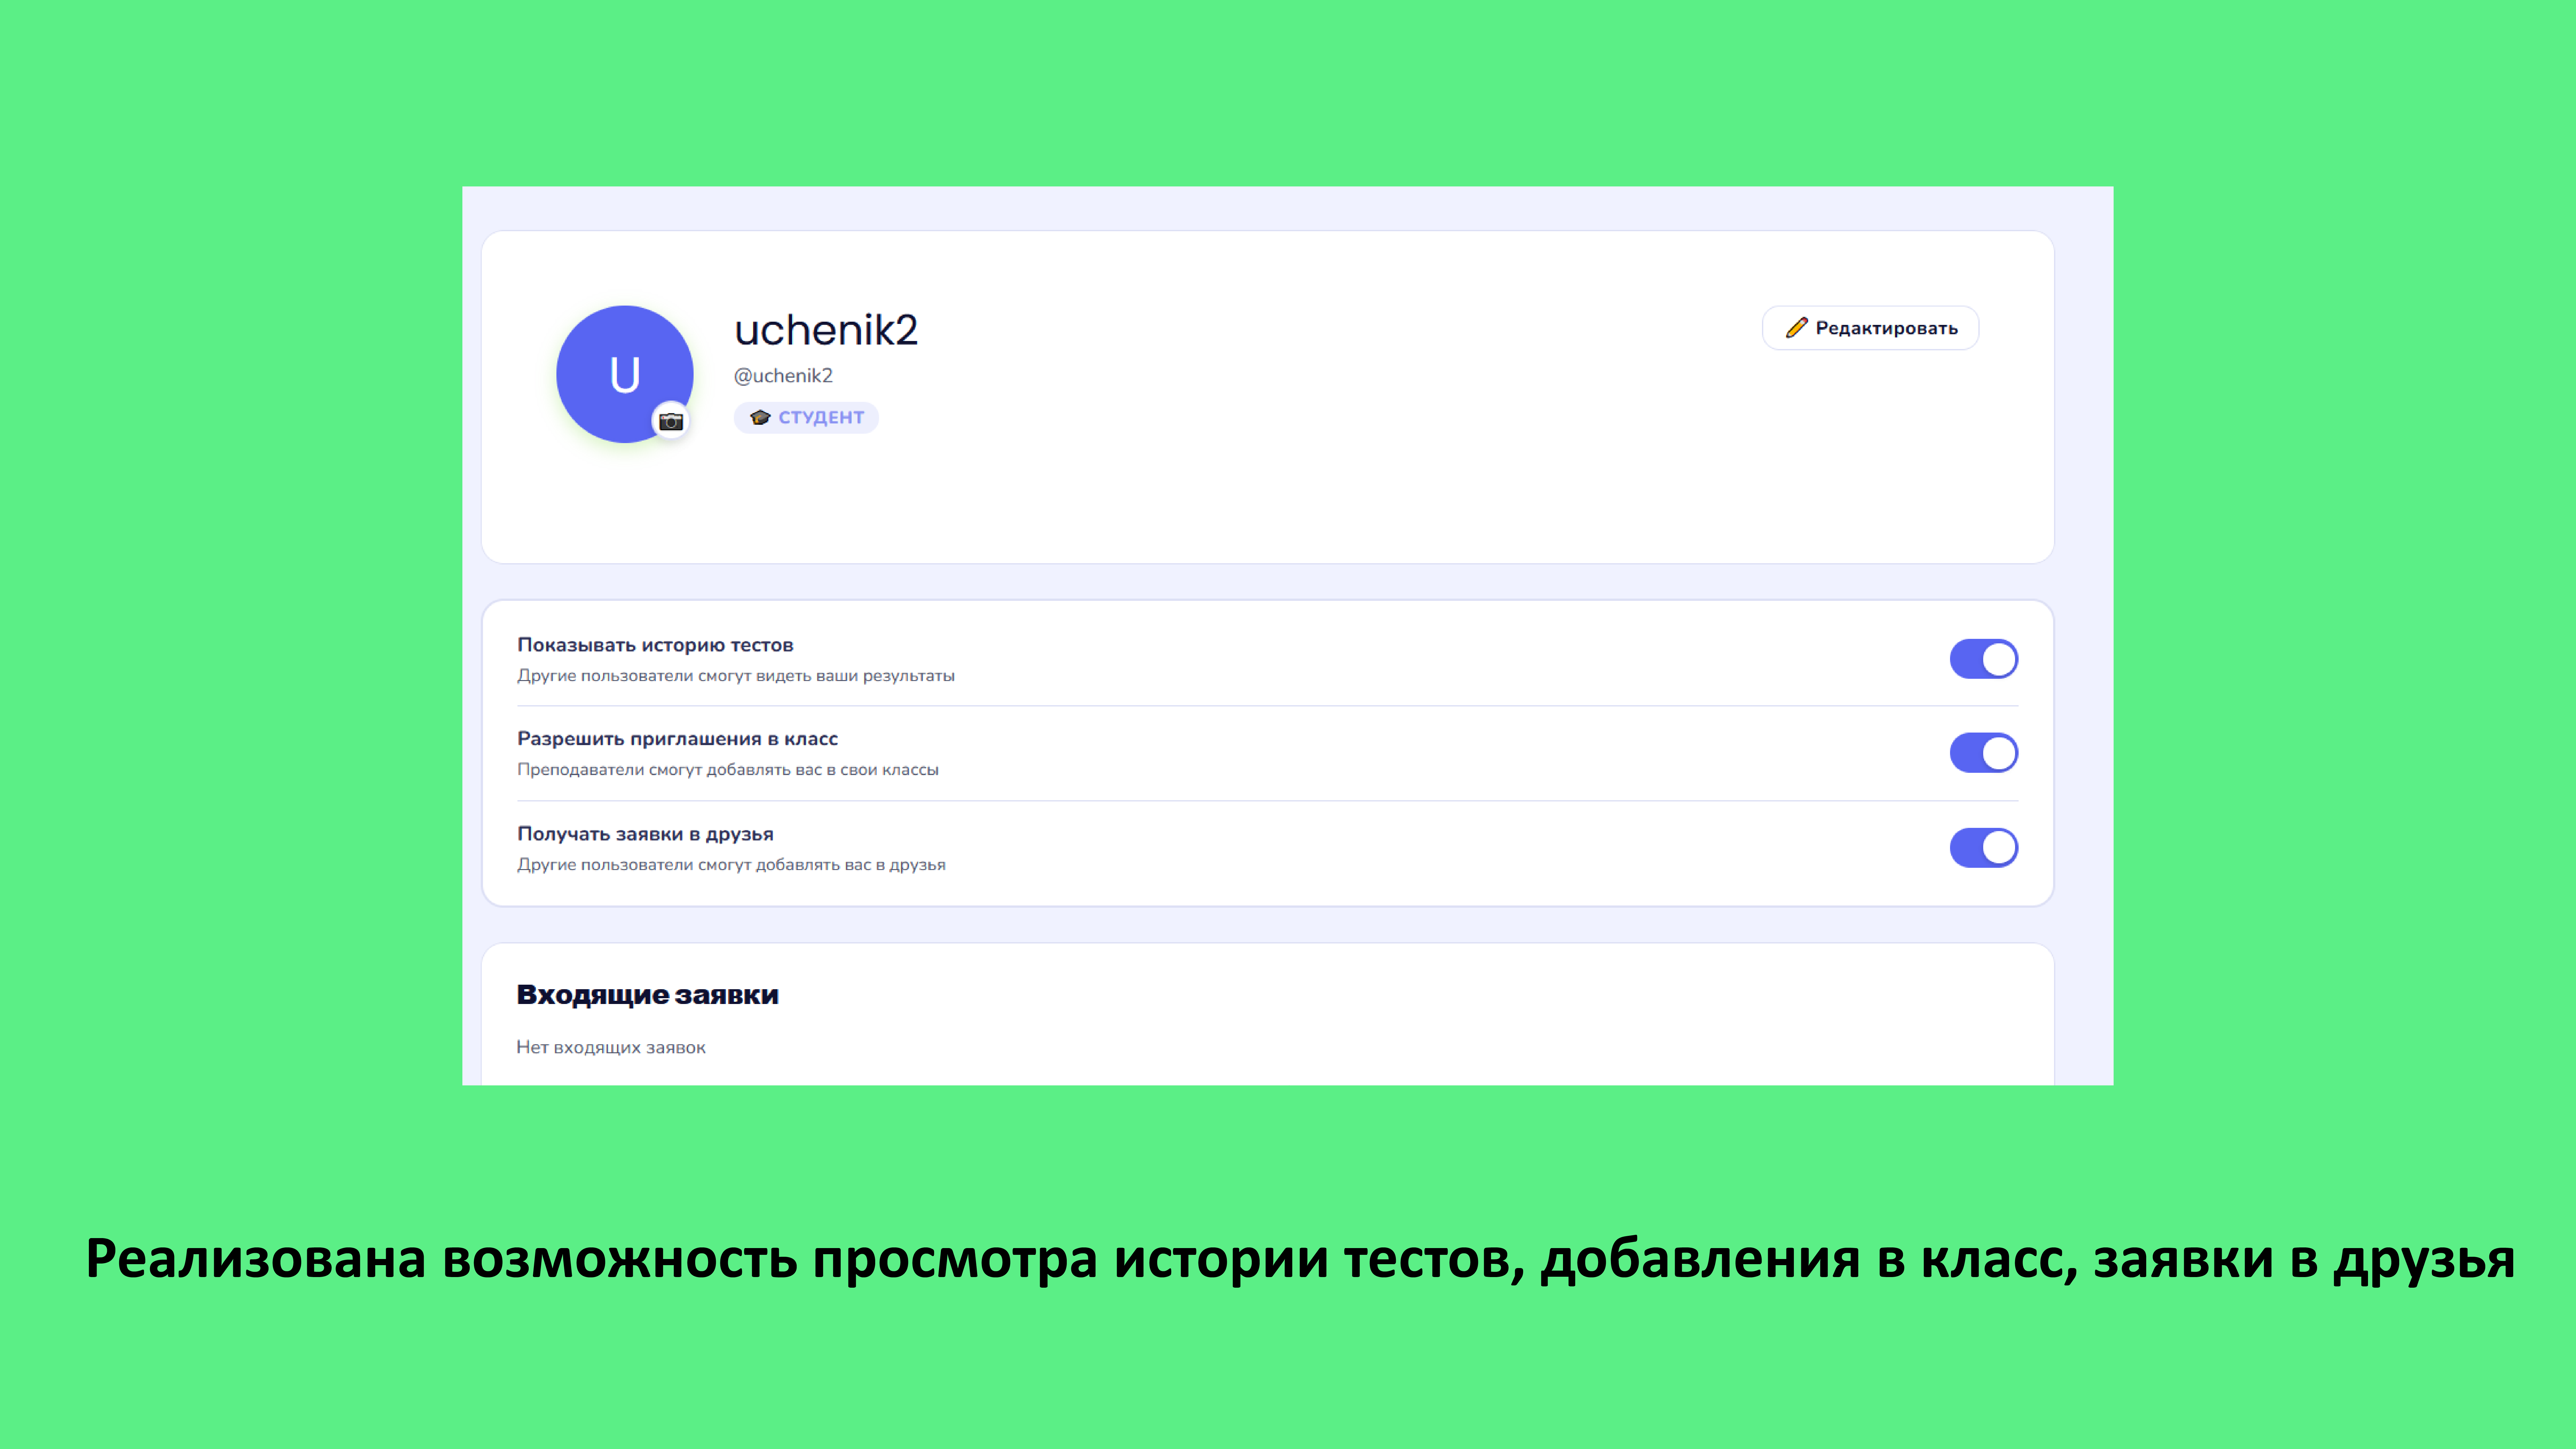 U
uchenik2
@uchenik2
СТУДЕНТ
Редактировать
Показывать историю тестов
Другие пользователи смогут видеть ваши результаты
Разрешить приглашения в класс
Преподаватели смогут добавлять вас в свои классы
Получать заявки в друзья
Другие пользователи смогут добавлять вас в друзья
Входящие заявки
Нет входящих заявок
Реализована возможность просмотра истории тестов, добавления в класс, заявки в друзья